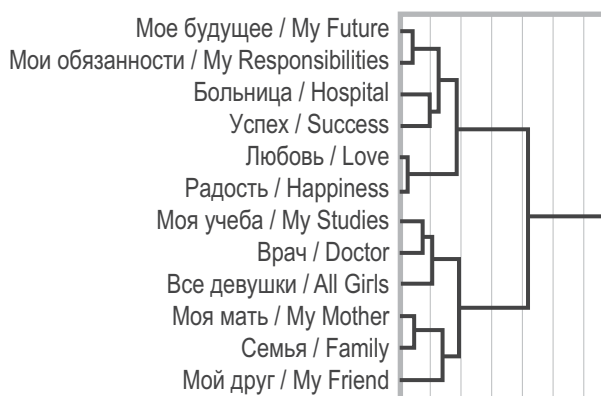 Мое будущее / My Future
Мои обязанности / My Responsibilities
Больница / Hospital
Успех / Success
Любовь / Love
Радость / Happiness
Моя учеба / My Studies
Врач / Doctor
Все девушки / All Girls
Моя мать / My Mother
Семья / Family
Мой друг / My Friend